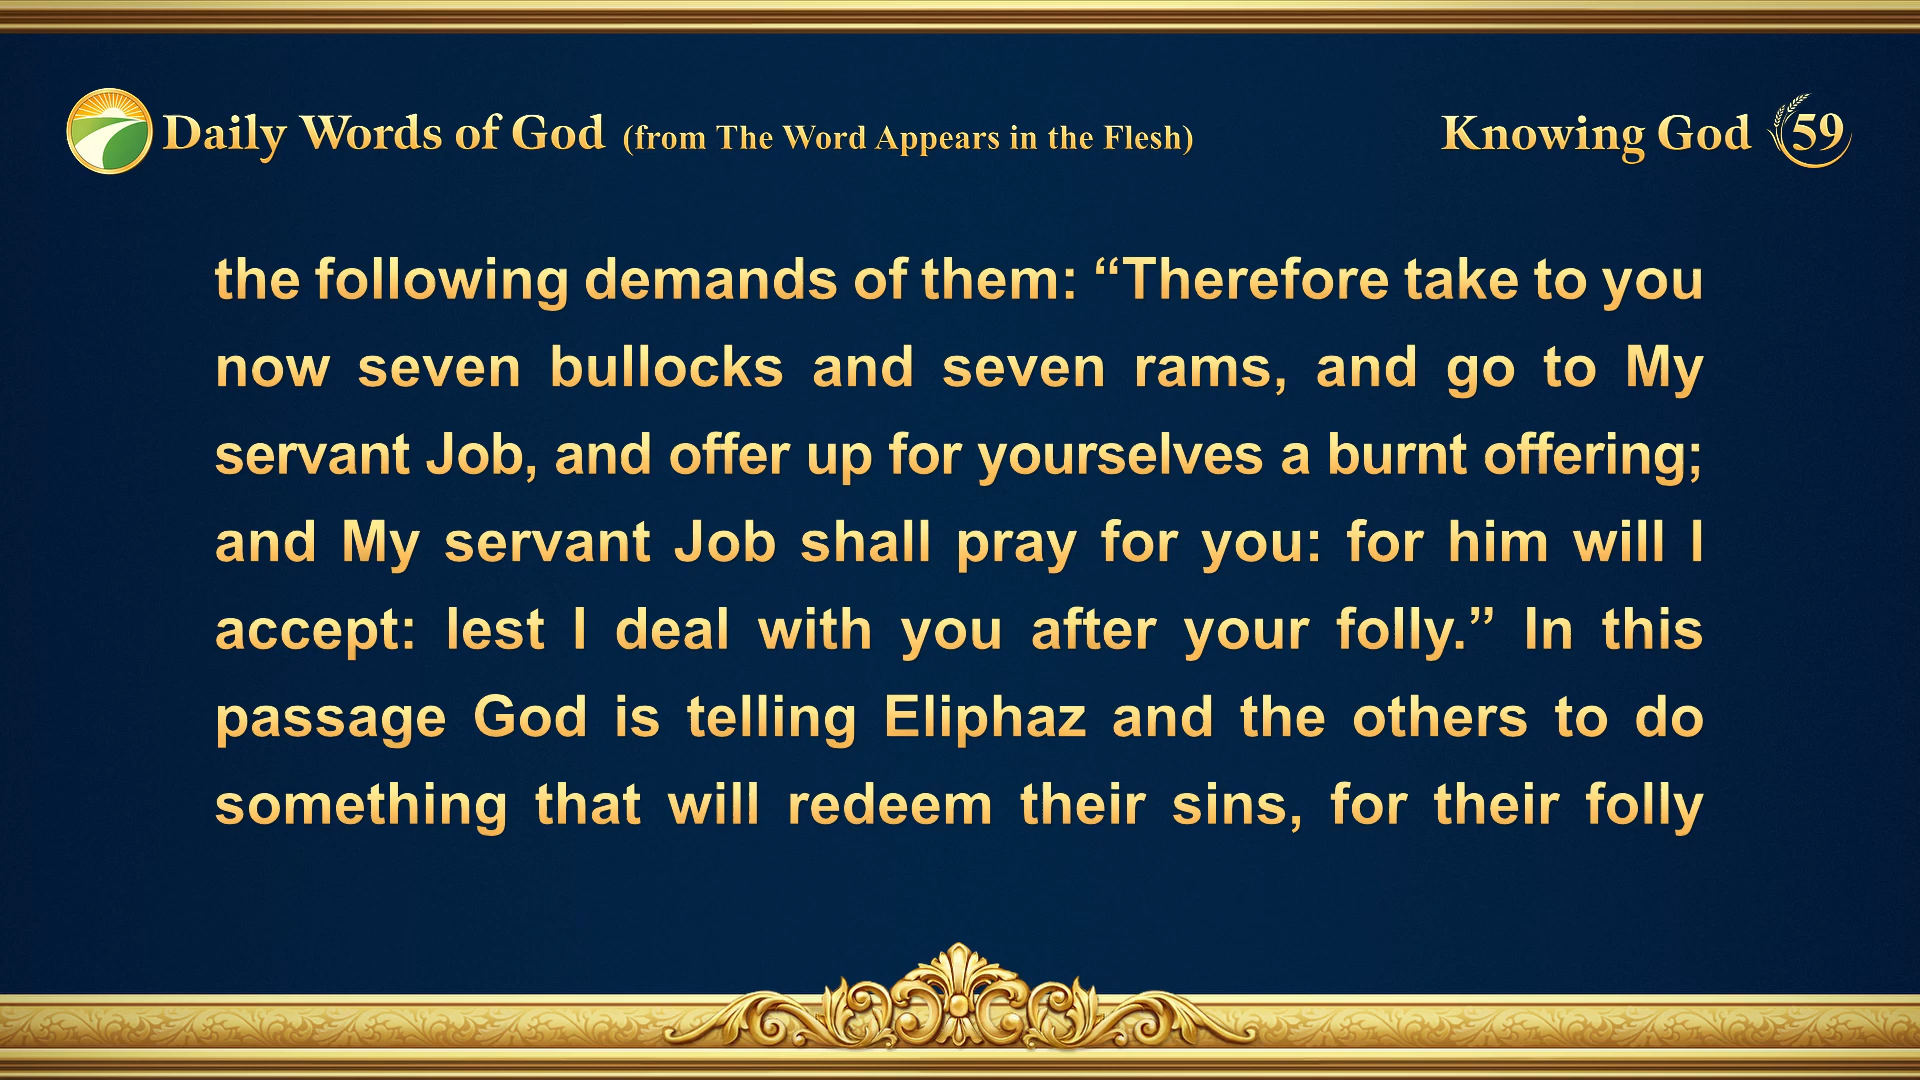 Daily Words of God (from The Word Appears in the Flesh)
Knowing God 59
the following demands of them: “Therefore take to you
now seven bullocks and seven rams, and go to My
servant Job, and offer up for yourselves a burnt offering;
and My servant Job shall pray for you: for him will I
accept: lest I deal with you after your folly.” In this
passage God is telling Eliphaz and the others to do
something that will redeem their sins, for their folly